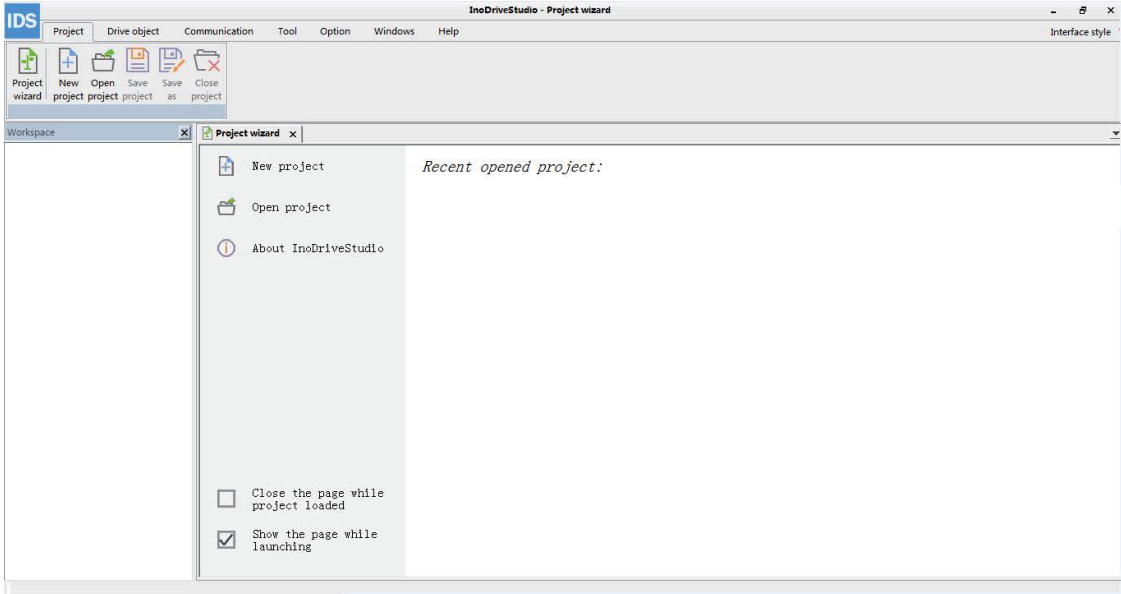 InoDriveStudio - Project wizard
IDS
Project Drive object Communication Tool Option Windows Help
Interface style
Project wizard
New project
Open project
Save project
Save as
Close project
Workspace
Project wizard
New project
Open project
About InoDriveStudio
Recent opened project:
Close the page while
project loaded
Show the page while
launching